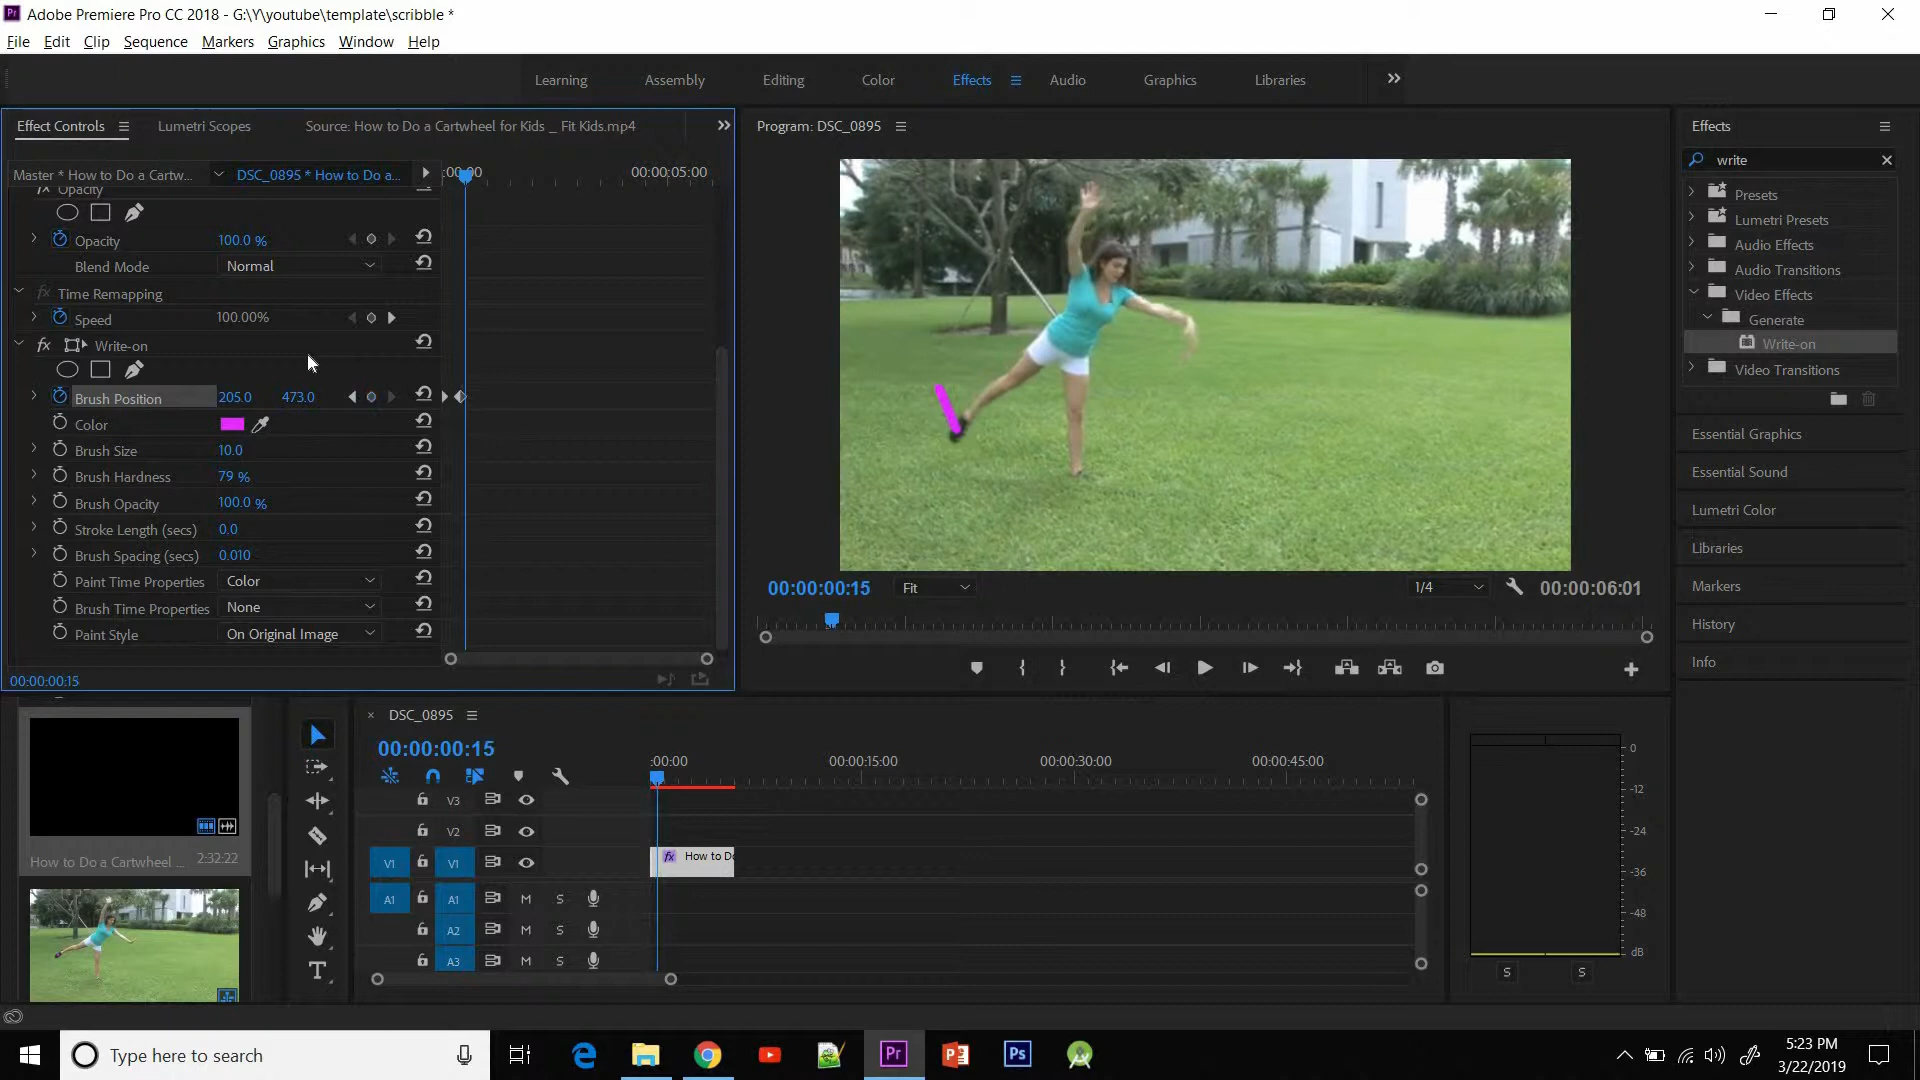 Adobe Premiere Pro CC 2018 - G:\Y\youtube\template\scribble *
File Edit Clip Sequence Markers Graphics Window Help
Learning Assembly Editing Color Effects Audio Graphics Libraries
Effect Controls Lumetri Scopes Source: How to Do a Cartwheel for Kids _ Fit Kids.mp4
Master * How to Do a Cartw... DSC_0895 * How to Do a... :00:00 00:00:05:00
fx Opacity
Opacity 100.0 %
Blend Mode Normal
fx Time Remapping
Speed 100.00%
fx Write-on
Brush Position 205.0 473.0
Color
Brush Size 10.0
Brush Hardness 79 %
Brush Opacity 100.0 %
Stroke Length (secs) 0.0
Brush Spacing (secs) 0.010
Paint Time Properties Color
Brush Time Properties None
Paint Style On Original Image
00:00:00:15
Program: DSC_0895
00:00:00:15 Fit 1/4 00:00:06:01
Effects
write
Presets
Lumetri Presets
Audio Effects
Audio Transitions
Video Effects
Generate
Write-on
Video Transitions
Essential Graphics
Essential Sound
Lumetri Color
Libraries
Markers
History
Info
How to Do a Cartwheel ... 2:32:22
× DSC_0895
00:00:00:15
:00:00 00:00:15:00 00:00:30:00 00:00:45:00
V3
V2
V1 V1 fx How to Do
A1 A1 M S
A2 M S
A3 M S
0
-12
-24
-36
-48
dB
S S
Type here to search
Pr P Ps
5:23 PM
3/22/2019